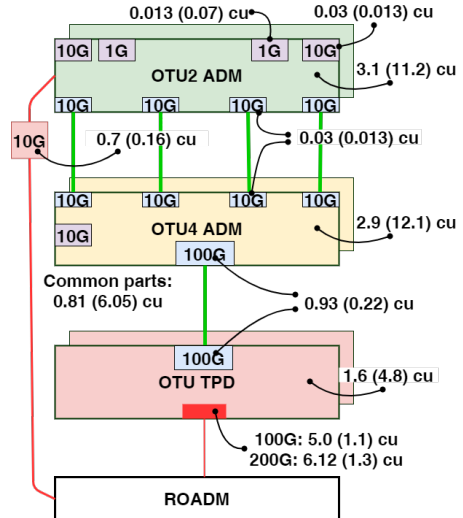 0.013 (0.07) cu
0.03 (0.013) cu
10G 1G 1G 10G
OTU2 ADM
3.1 (11.2) cu
10G 10G 10G 10G
10G
0.7 (0.16) cu
0.03 (0.013) cu
10G 10G 10G 10G
10G
OTU4 ADM
2.9 (12.1) cu
100G
Common parts:
0.81 (6.05) cu
0.93 (0.22) cu
100G
OTU TPD
1.6 (4.8) cu
100G: 5.0 (1.1) cu
200G: 6.12 (1.3) cu
ROADM